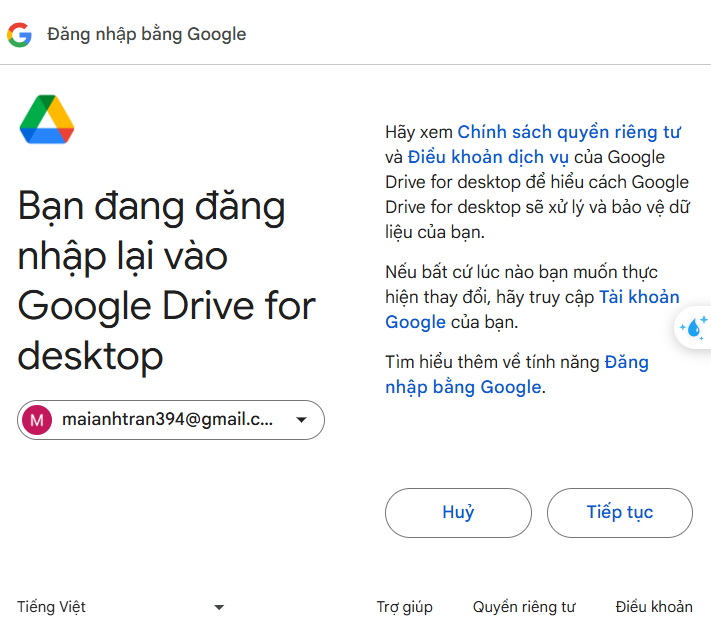 Đăng nhập bằng Google
Bạn đang đăng
nhập lại vào
Google Drive for
desktop
M
maianhtran394@gmail.c...
Hãy xem Chính sách quyền riêng tư
và Điều khoản dịch vụ của Google
Drive for desktop để hiểu cách Google
Drive for desktop sẽ xử lý và bảo vệ dữ
liệu của bạn.
Nếu bất cứ lúc nào bạn muốn thực
hiện thay đổi, hãy truy cập Tài khoản
Google của bạn.
Tìm hiểu thêm về tính năng Đăng
nhập bằng Google.
Huỷ
Tiếp tục
Tiếng Việt
Trợ giúp
Quyền riêng tư
Điều khoản